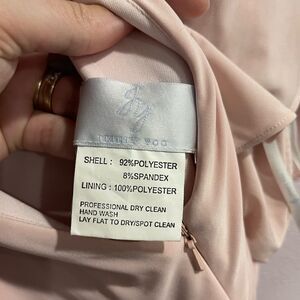 SHELL : 92%POLYESTER
8%SPANDEX
LINING : 100%POLYESTER
PROFESSIONAL DRY CLEAN
HAND WASH
LAY FLAT TO DRY/SPOT CLEAN